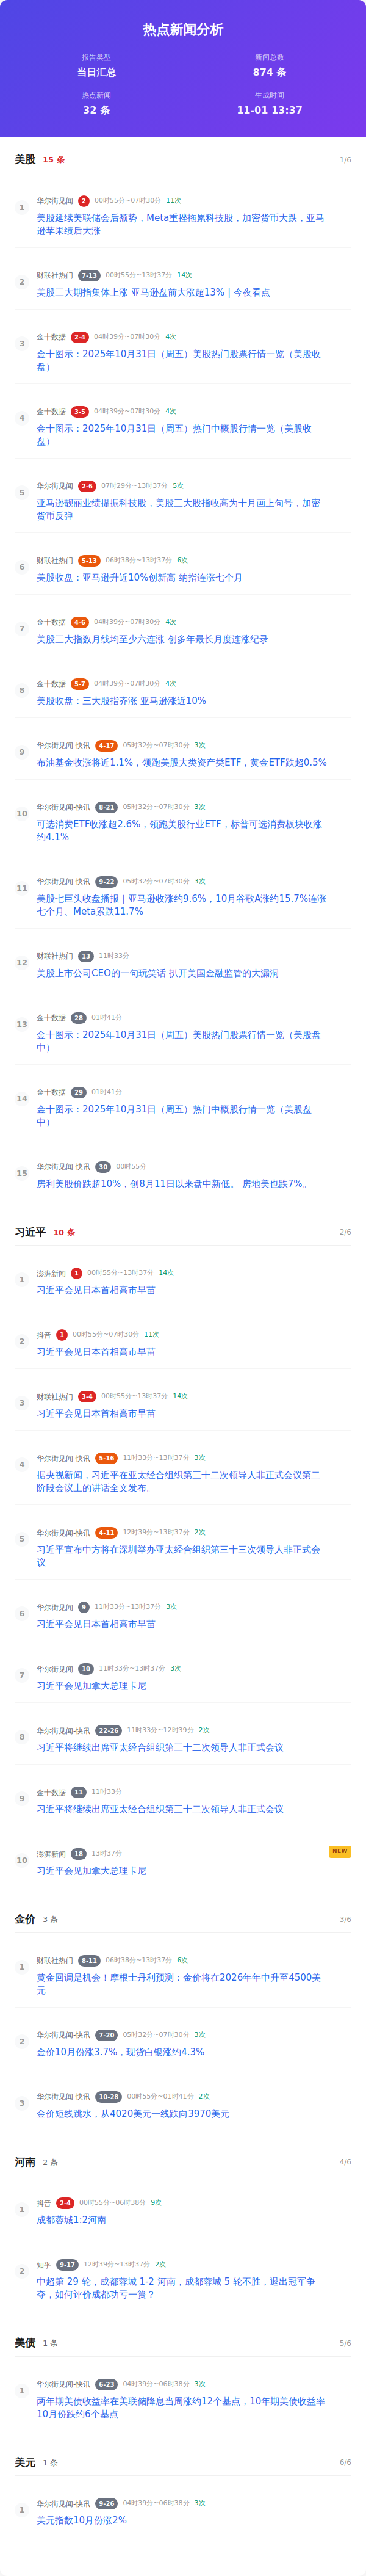 热点新闻分析
报告类型
新闻总数
当日汇总
874 条
热点新闻
生成时间
32 条
11-01 13:37
美股 15 条 1/6
1 华尔街见闻 2 00时55分~07时30分 11次
美股延续美联储会后颓势，Meta重挫拖累科技股，加密货币大跌，亚马
逊苹果绩后大涨
2 财联社热门 7-13 00时55分~13时37分 14次
美股三大期指集体上涨 亚马逊盘前大涨超13% | 今夜看点
3 金十数据 2-4 04时39分~07时30分 4次
金十图示：2025年10月31日（周五）美股热门股票行情一览（美股收
盘）
4 金十数据 3-5 04时39分~07时30分 4次
金十图示：2025年10月31日（周五）热门中概股行情一览（美股收
盘）
5 华尔街见闻 2-6 07时29分~13时37分 5次
亚马逊靓丽业绩提振科技股，美股三大股指收高为十月画上句号，加密
货币反弹
6 财联社热门 5-13 06时38分~13时37分 6次
美股收盘：亚马逊升近10%创新高 纳指连涨七个月
7 金十数据 4-6 04时39分~07时30分 4次
美股三大指数月线均至少六连涨 创多年最长月度连涨纪录
8 金十数据 5-7 04时39分~07时30分 4次
美股收盘：三大股指齐涨 亚马逊涨近10%
9 华尔街见闻-快讯 4-17 05时32分~07时30分 3次
布油基金收涨将近1.1%，领跑美股大类资产类ETF，黄金ETF跌超0.5%
10 华尔街见闻-快讯 8-21 05时32分~07时30分 3次
可选消费ETF收涨超2.6%，领跑美股行业ETF，标普可选消费板块收涨
约4.1%
11 华尔街见闻-快讯 9-22 05时32分~07时30分 3次
美股七巨头收盘播报｜亚马逊收涨约9.6%，10月谷歌A涨约15.7%连涨
七个月、Meta累跌11.7%
12 财联社热门 13 11时33分
美股上市公司CEO的一句玩笑话 扒开美国金融监管的大漏洞
13 金十数据 28 01时41分
金十图示：2025年10月31日（周五）美股热门股票行情一览（美股盘
中）
14 金十数据 29 01时41分
金十图示：2025年10月31日（周五）热门中概股行情一览（美股盘
中）
15 华尔街见闻-快讯 30 00时55分
房利美股价跌超10%，创8月11日以来盘中新低。 房地美也跌7%。
习近平 10 条 2/6
1 澎湃新闻 1 00时55分~13时37分 14次
习近平会见日本首相高市早苗
2 抖音 1 00时55分~07时30分 11次
习近平会见日本首相高市早苗
3 财联社热门 3-4 00时55分~13时37分 14次
习近平会见日本首相高市早苗
4 华尔街见闻-快讯 5-16 11时33分~13时37分 3次
据央视新闻，习近平在亚太经合组织第三十二次领导人非正式会议第二
阶段会议上的讲话全文发布。
5 华尔街见闻-快讯 4-11 12时39分~13时37分 2次
习近平宣布中方将在深圳举办亚太经合组织第三十三次领导人非正式会
议
6 华尔街见闻 9 11时33分~13时37分 3次
习近平会见日本首相高市早苗
7 华尔街见闻 10 11时33分~13时37分 3次
习近平会见加拿大总理卡尼
8 华尔街见闻-快讯 22-26 11时33分~12时39分 2次
习近平将继续出席亚太经合组织第三十二次领导人非正式会议
9 金十数据 11 11时33分
习近平将继续出席亚太经合组织第三十二次领导人非正式会议
10 澎湃新闻 18 13时37分 NEW
习近平会见加拿大总理卡尼
金价 3 条 3/6
1 财联社热门 8-11 06时38分~13时37分 6次
黄金回调是机会！摩根士丹利预测：金价将在2026年年中升至4500美
元
2 华尔街见闻-快讯 7-20 05时32分~07时30分 3次
金价10月份涨3.7%，现货白银涨约4.3%
3 华尔街见闻-快讯 10-28 00时55分~01时41分 2次
金价短线跳水，从4020美元一线跌向3970美元
河南 2 条 4/6
1 抖音 2-4 00时55分~06时38分 9次
成都蓉城1:2河南
2 知乎 9-17 12时39分~13时37分 2次
中超第 29 轮，成都蓉城 1-2 河南，成都蓉城 5 轮不胜，退出冠军争
夺，如何评价成都功亏一篑？
美债 1 条 5/6
1 华尔街见闻-快讯 6-23 04时39分~06时38分 3次
两年期美债收益率在美联储降息当周涨约12个基点，10年期美债收益率
10月份跌约6个基点
美元 1 条 6/6
1 华尔街见闻-快讯 9-26 04时39分~06时38分 3次
美元指数10月份涨2%